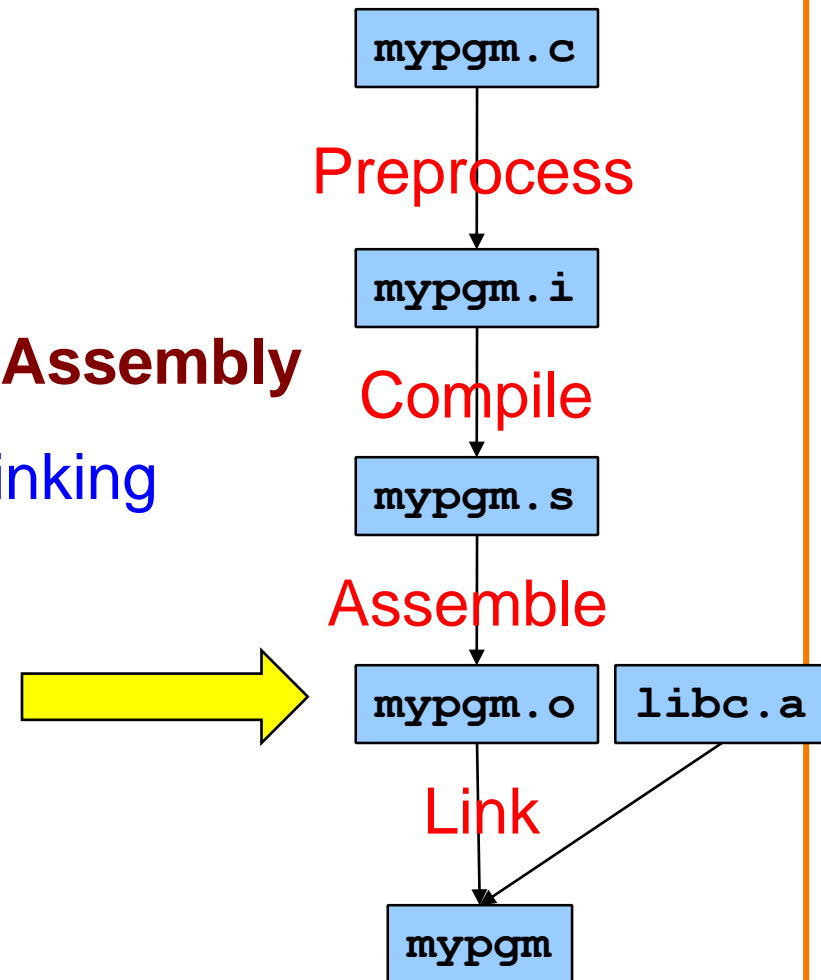 mypgm.c
Preprocess
mypgm.i
Assembly
Compile
inking
mypgm.s
Assemble
mypgm.o
libc.a
Link
mypgm